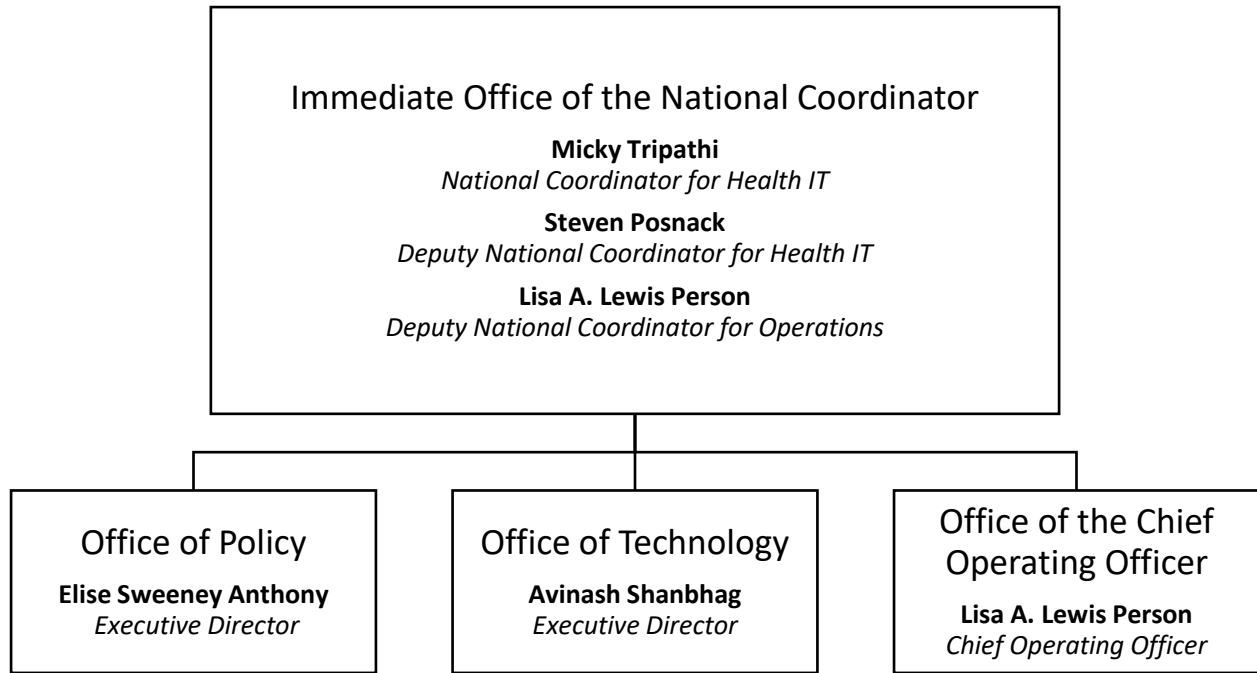 Immediate Office of the National Coordinator
Micky Tripathi
National Coordinator for Health IT
Steven Posnack
Deputy National Coordinator for Health IT
Lisa A. Lewis Person
Deputy National Coordinator for Operations
Office of Policy
Elise Sweeney Anthony
Executive Director
Office of Technology
Avinash Shanbhag
Executive Director
Office of the Chief
Operating Officer
Lisa A. Lewis Person
Chief Operating Officer